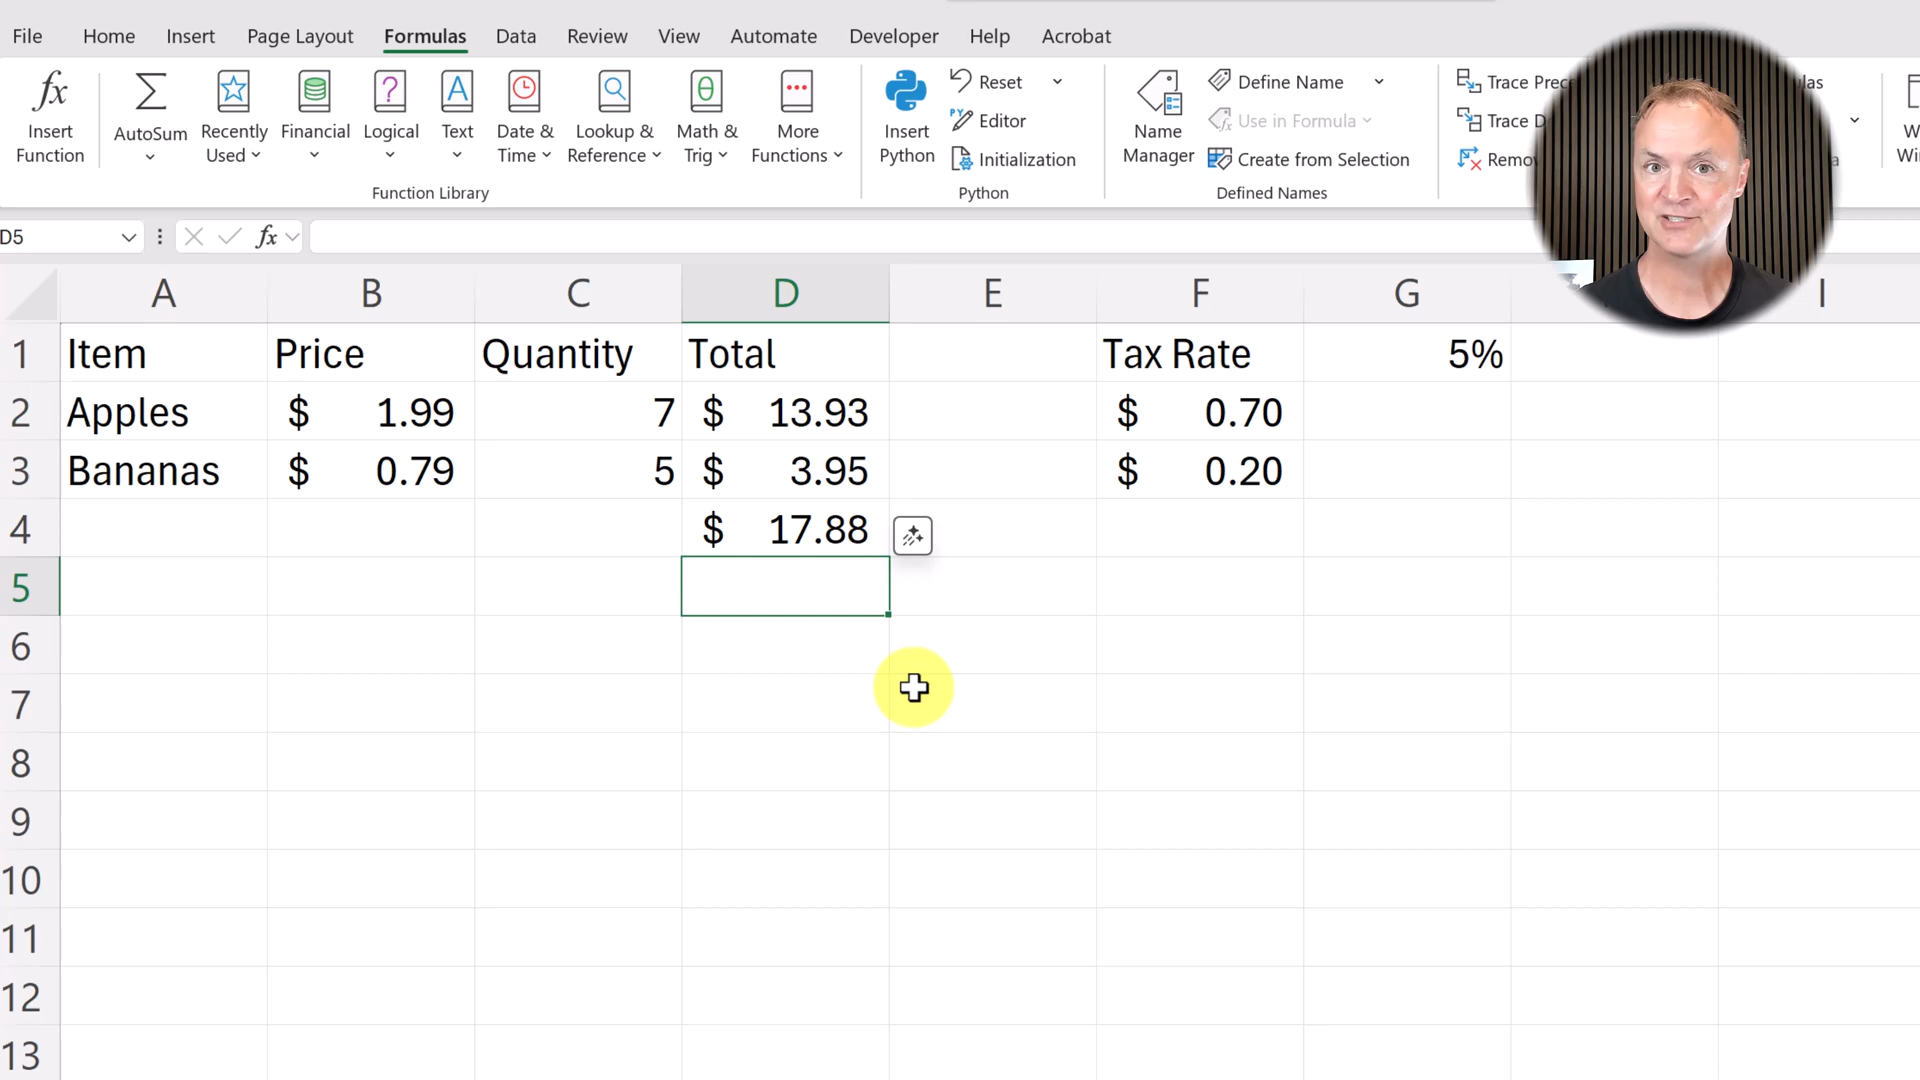 File Home Insert Page Layout Formulas Data Review View Automate Developer Help Acrobat
Insert Function
AutoSum
Recently Used
Financial
Logical
Text
Date & Time
Lookup & Reference
Math & Trig
More Functions
Function Library
Insert Python
Reset
Editor
Initialization
Python
Name Manager
Define Name
Use in Formula
Create from Selection
Defined Names
Trace Prec
Trace D
Remo
D5 fx
A B C D E F G I
1 Item Price Quantity Total Tax Rate 5%
2 Apples $ 1.99 7 $ 13.93 $ 0.70
3 Bananas $ 0.79 5 $ 3.95 $ 0.20
4 $ 17.88
5
6
7
8
9
10
11
12
13